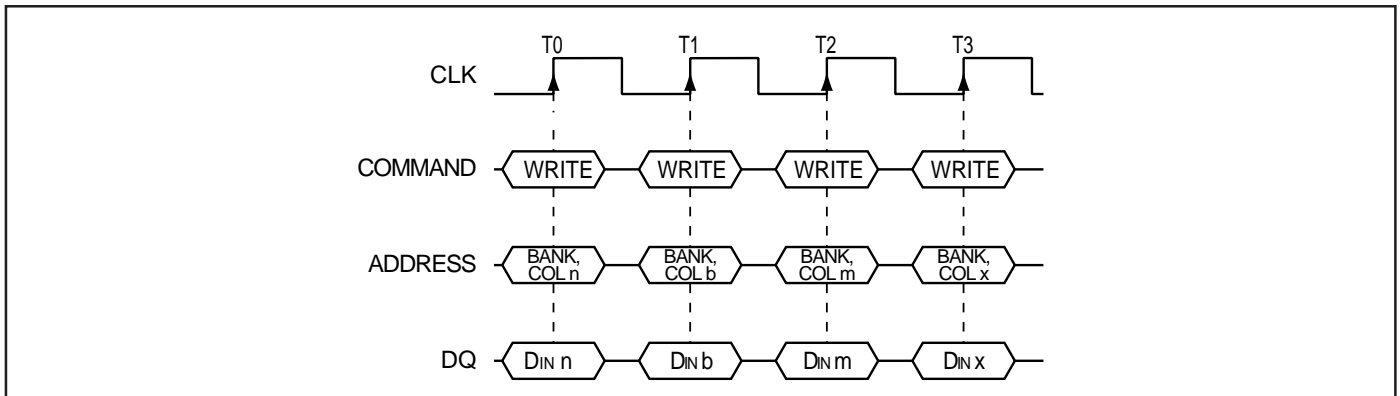 T0 T1 T2 T3
CLK
COMMAND WRITE WRITE WRITE WRITE
ADDRESS BANK, COL n BANK, COL b BANK, COL m BANK, COL x
DQ DIN n DIN b DIN m DIN x